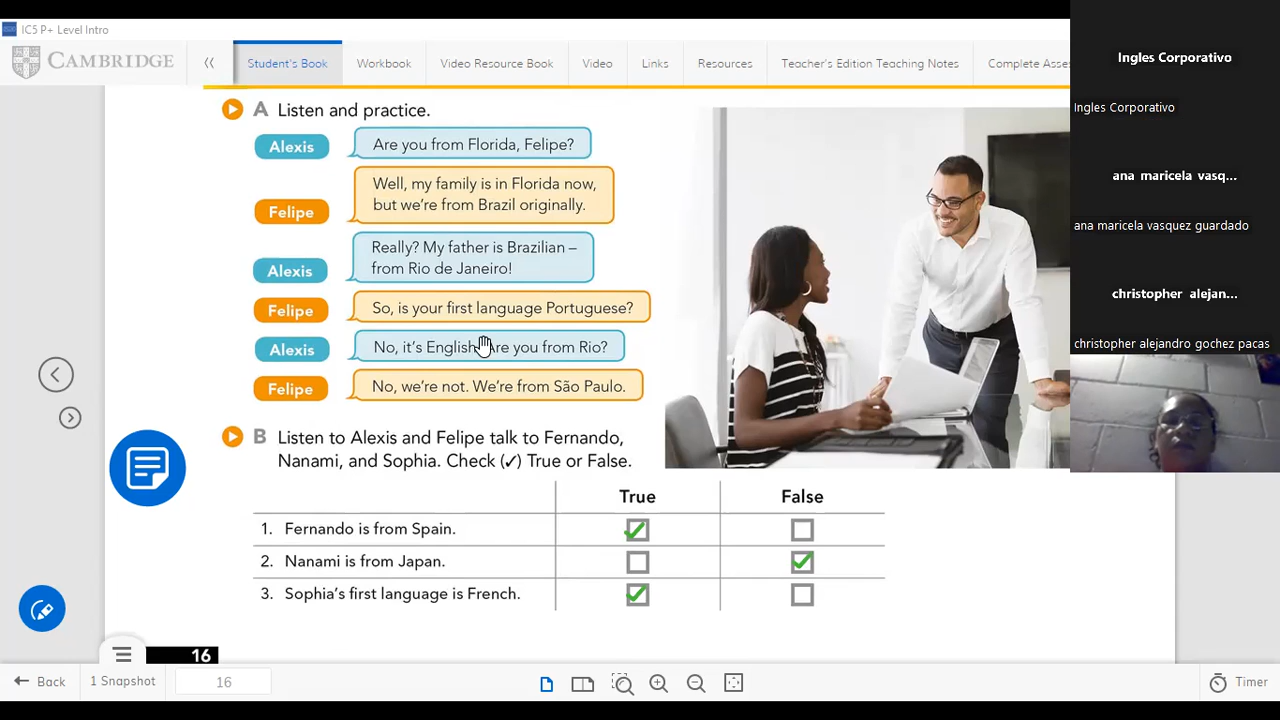 IC5 P+ Level Intro
CAMBRIDGE
Student's Book
Workbook
Video Resource Book
Video
Links
Resources
Teacher's Edition Teaching Notes
Complete Asse
A Listen and practice.
Alexis
Are you from Florida, Felipe?
Felipe
Well, my family is in Florida now,
but we're from Brazil originally.
Alexis
Really? My father is Brazilian –
from Rio de Janeiro!
Felipe
So, is your first language Portuguese?
Alexis
No, it's English. Are you from Rio?
Felipe
No, we're not. We're from São Paulo.
B Listen to Alexis and Felipe talk to Fernando,
Nanami, and Sophia. Check (✓) True or False.
True False
1. Fernando is from Spain.
2. Nanami is from Japan.
3. Sophia's first language is French.
16
Back
1 Snapshot
16
Timer
Ingles Corporativo
Ingles Corporativo
ana maricela vasq...
ana maricela vasquez guardado
christopher alejan...
christopher alejandro gochez pacas